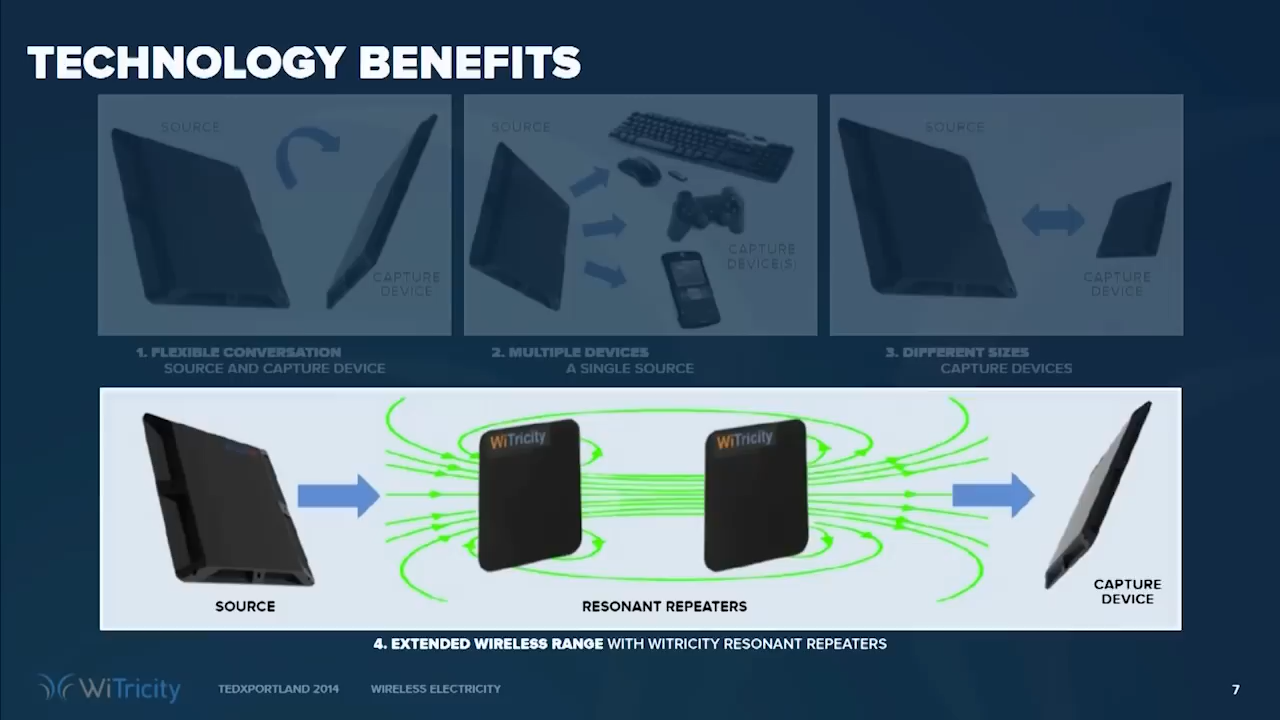 TECHNOLOGY BENEFITS
SOURCE
CAPTURE
DEVICE
SOURCE
CAPTURE
DEVICE(S)
SOURCE
CAPTURE
DEVICE
1. FLEXIBLE CONVERSATION
SOURCE AND CAPTURE DEVICE
2. MULTIPLE DEVICES
A SINGLE SOURCE
3. DIFFERENT SIZES
CAPTURE DEVICES
WiTricity
WiTricity
SOURCE
RESONANT REPEATERS
CAPTURE
DEVICE
4. EXTENDED WIRELESS RANGE WITH WITRICITY RESONANT REPEATERS
WiTricity
TEDXPORTLAND 2014
WIRELESS ELECTRICITY
7